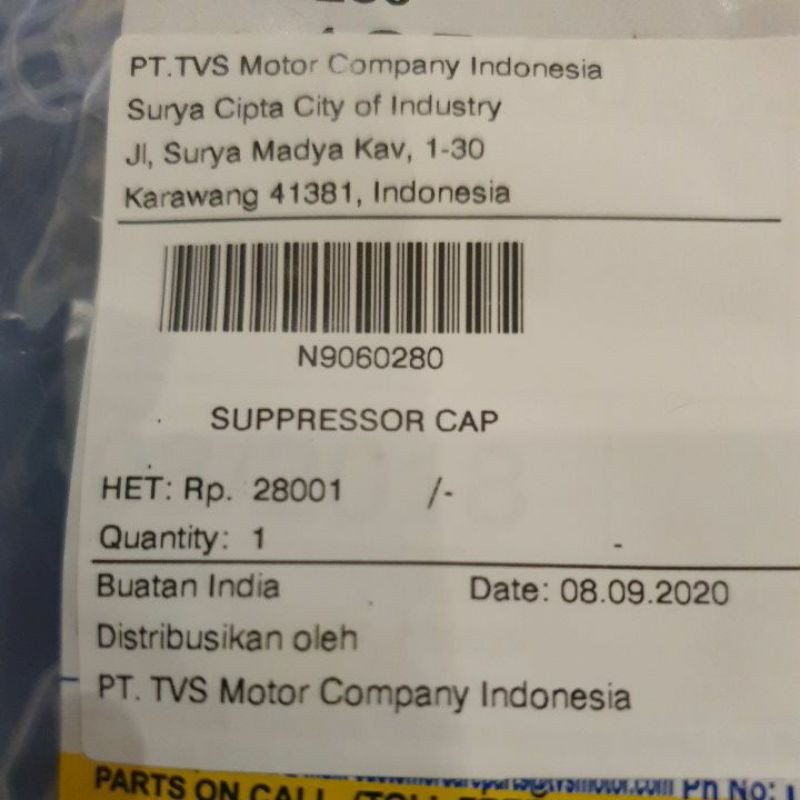 PT.TVS Motor Company Indonesia
Surya Cipta City of Industry
Jl, Surya Madya Kav, 1-30
Karawang 41381, Indonesia
N9060280
SUPPRESSOR CAP
HET: Rp. 28001 /-
Quantity: 1 -
Buatan India Date: 08.09.2020
Distribusikan oleh
PT. TVS Motor Company Indonesia
Ph No:
PARTS ON CALL